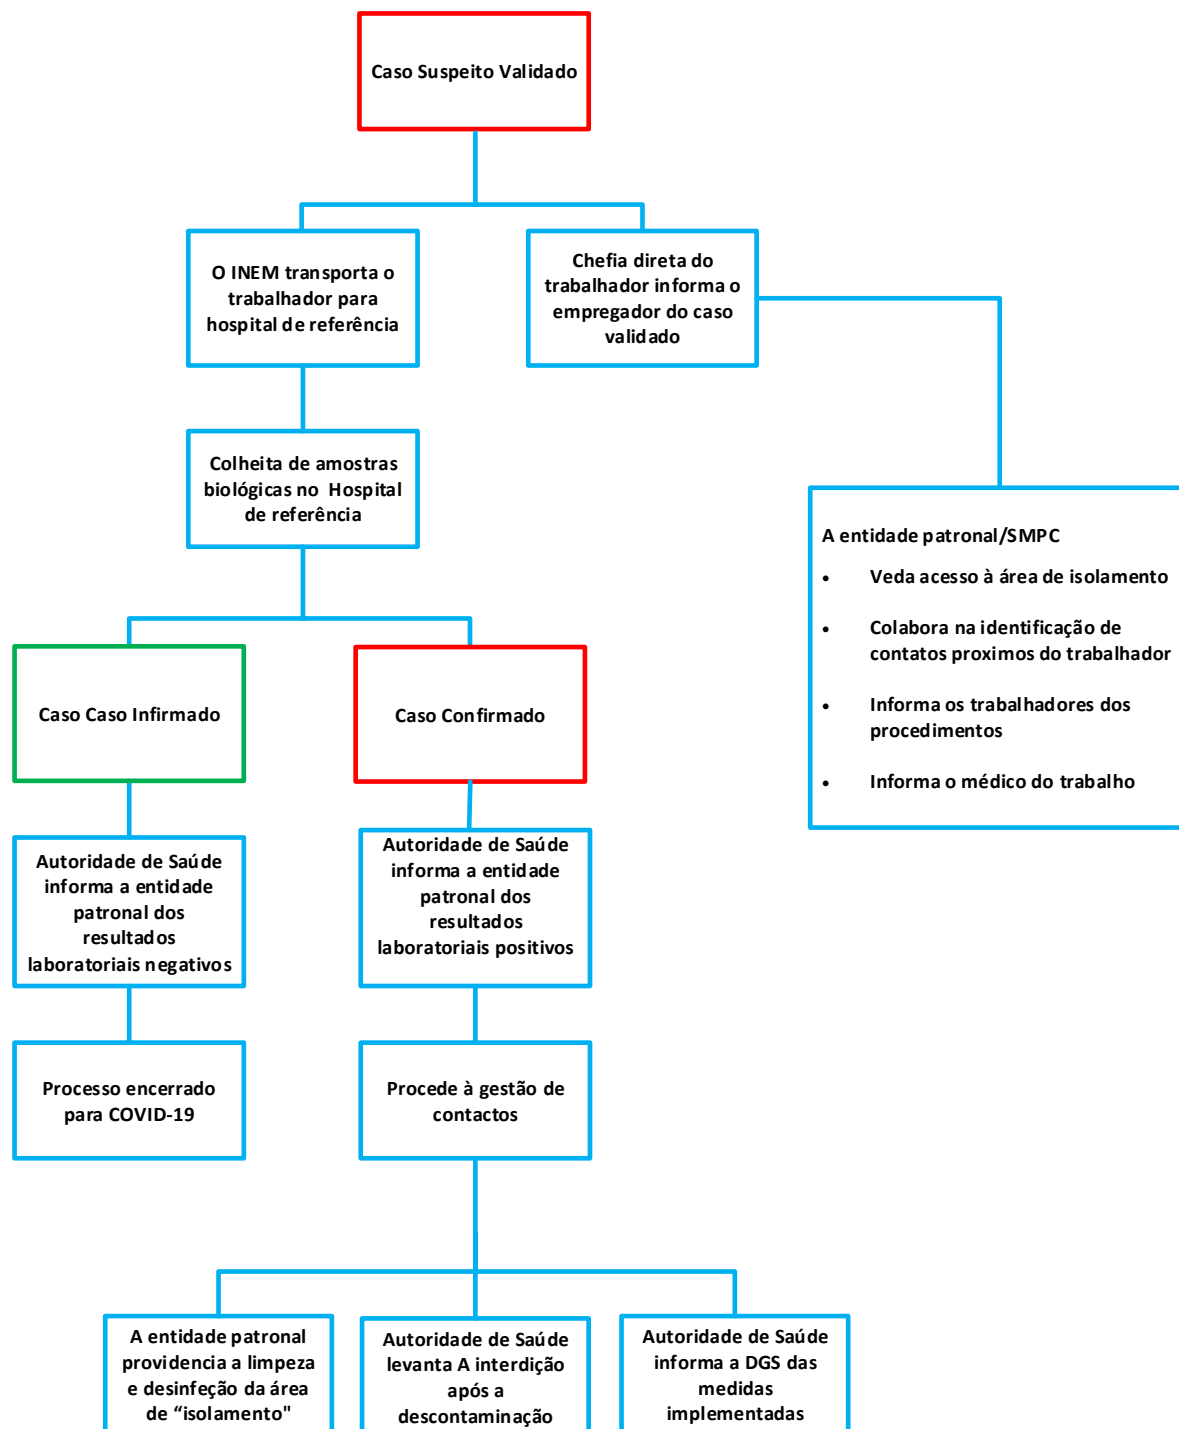 Caso Suspeito Validado
O INEM transporta o
trabalhador para
hospital de referência
Chefia direta do
trabalhador informa o
empregador do caso
validado
Colheita de amostras
biológicas no Hospital
de referência
A entidade patronal/SMPC
• Veda acesso à área de isolamento
• Colabora na identificação de
contatos proximos do trabalhador
• Informa os trabalhadores dos
procedimentos
• Informa o médico do trabalho
Caso Caso Infirmado
Caso Confirmado
Autoridade de Saúde
informa a entidade
patronal dos
resultados
laboratoriais negativos
Autoridade de Saúde
informa a entidade
patronal dos
resultados
laboratoriais positivos
Processo encerrado
para COVID-19
Procede à gestão de
contactos
A entidade patronal
providencia a limpeza
e desinfeção da área
de “isolamento"
Autoridade de Saúde
levanta A interdição
após a
descontaminação
Autoridade de Saúde
informa a DGS das
medidas
implementadas